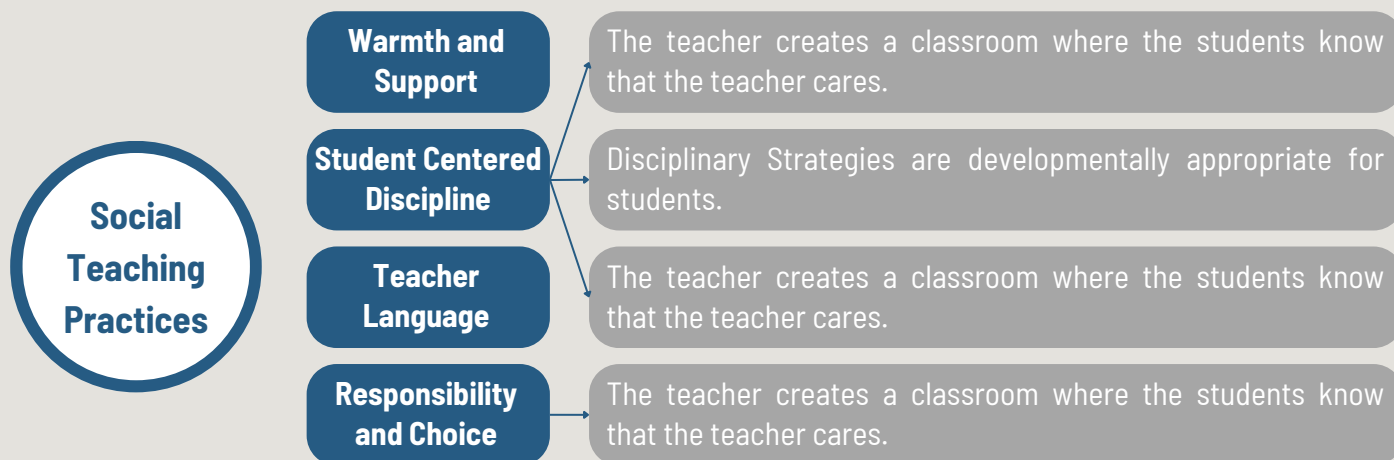 Social
Teaching
Practices
Warmth and
Support
The teacher creates a classroom where the students know
that the teacher cares.
Student Centered
Discipline
Disciplinary Strategies are developmentally appropriate for
students.
Teacher
Language
The teacher creates a classroom where the students know
that the teacher cares.
Responsibility
and Choice
The teacher creates a classroom where the students know
that the teacher cares.